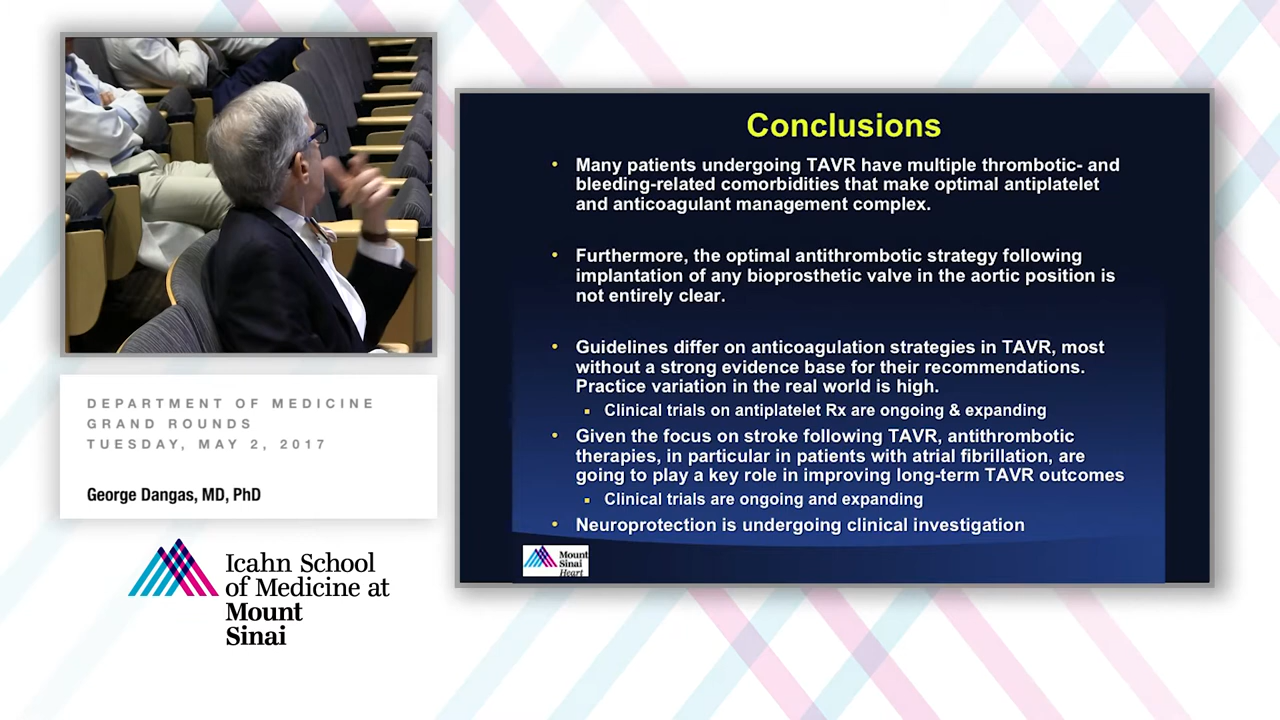 DEPARTMENT OF MEDICINE
GRAND ROUNDS
TUESDAY, MAY 2, 2017
George Dangas, MD, PhD
Icahn School
of Medicine at
Mount
Sinai
Conclusions
• Many patients undergoing TAVR have multiple thrombotic- and
bleeding-related comorbidities that make optimal antiplatelet
and anticoagulant management complex.
• Furthermore, the optimal antithrombotic strategy following
implantation of any bioprosthetic valve in the aortic position is
not entirely clear.
• Guidelines differ on anticoagulation strategies in TAVR, most
without a strong evidence base for their recommendations.
Practice variation in the real world is high.
▪ Clinical trials on antiplatelet Rx are ongoing & expanding
• Given the focus on stroke following TAVR, antithrombotic
therapies, in particular in patients with atrial fibrillation, are
going to play a key role in improving long-term TAVR outcomes
▪ Clinical trials are ongoing and expanding
• Neuroprotection is undergoing clinical investigation
Mount
Sinai
Heart